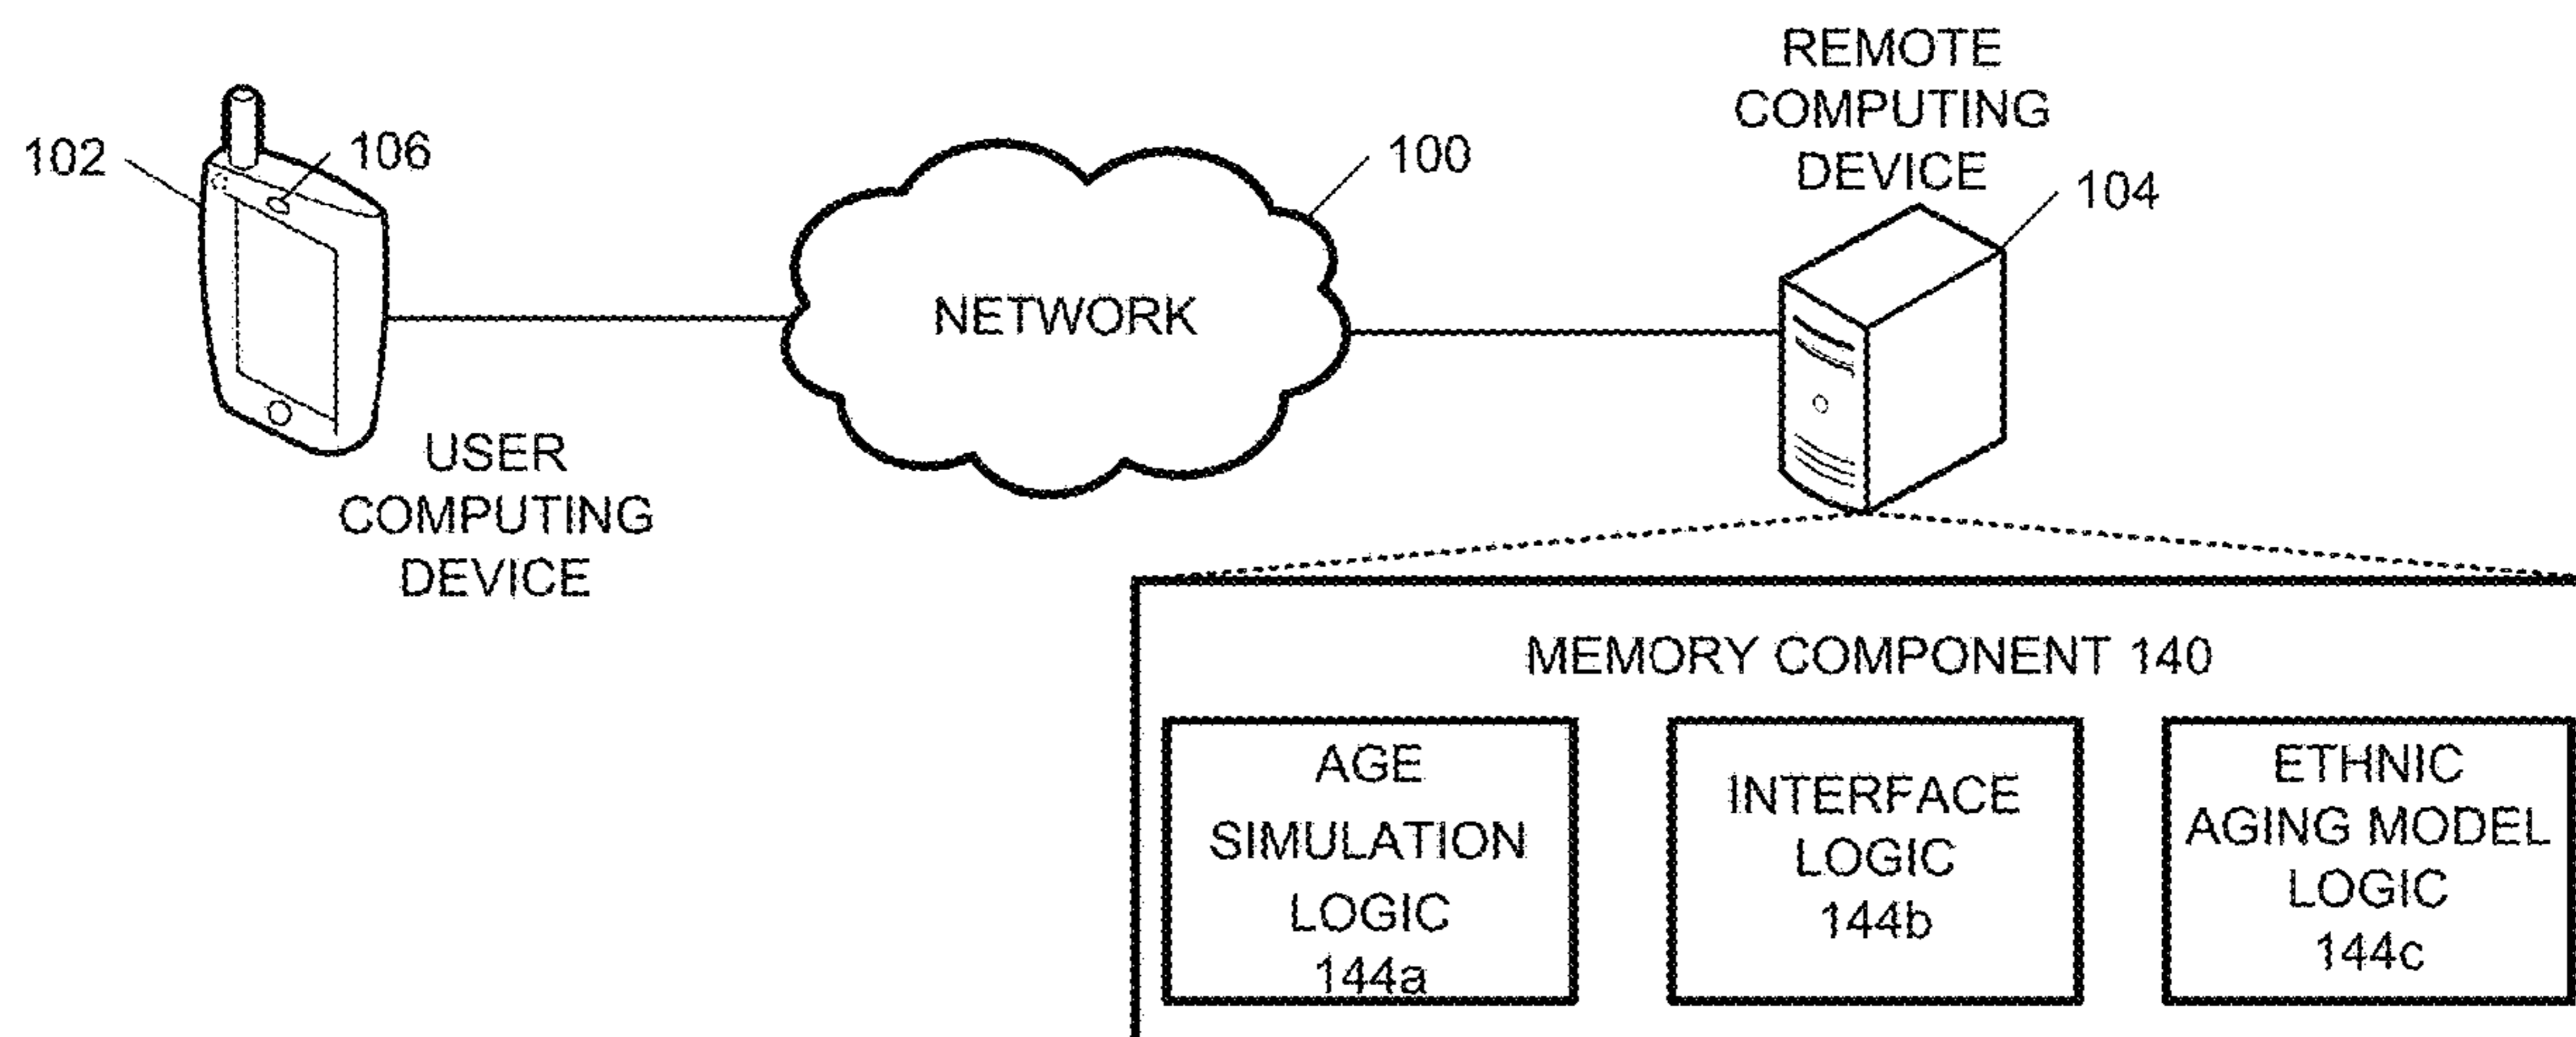 102
106
USER
COMPUTING
DEVICE
NETWORK
100
REMOTE
COMPUTING
DEVICE
104
MEMORY COMPONENT 140
AGE
SIMULATION
LOGIC
144a
INTERFACE
LOGIC
144b
ETHNIC
AGING MODEL
LOGIC
144c